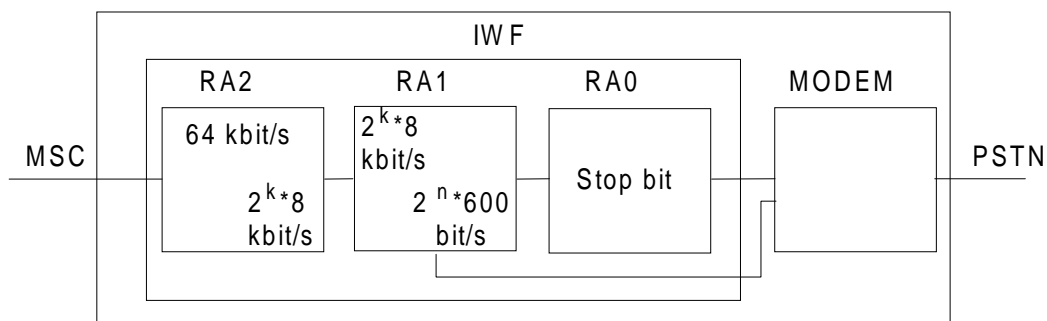 IWF
RA2 RA1 RA0 MODEM
MSC
64 kbit/s
2^k*8
kbit/s
2^k*8
kbit/s
2^n*600
bit/s
Stop bit
PSTN